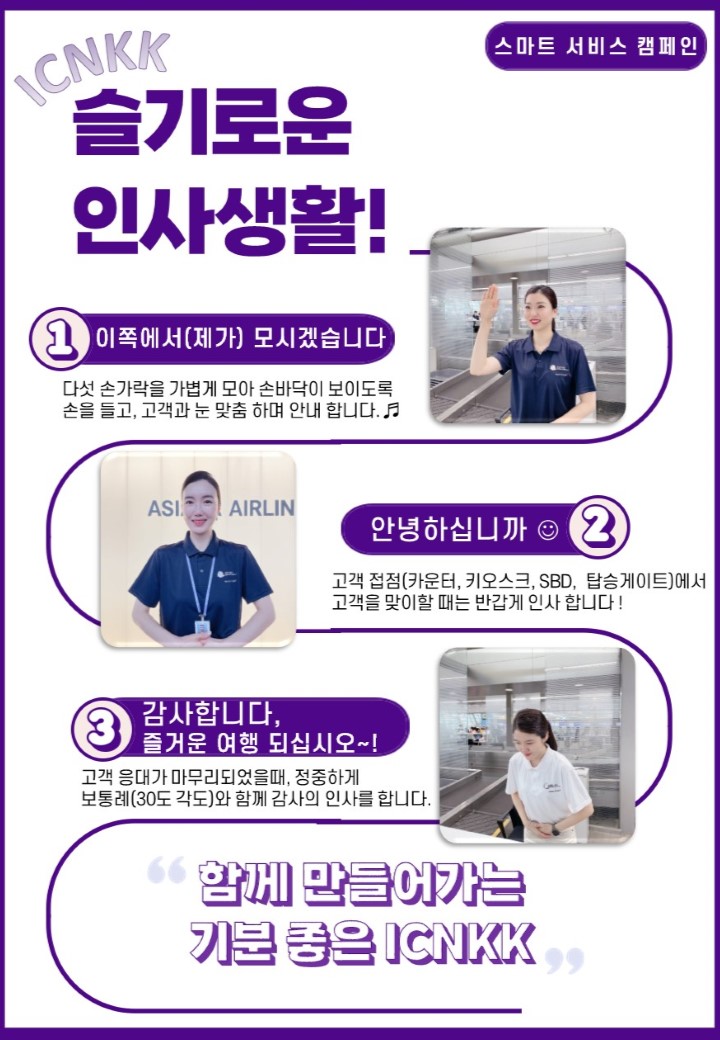 스마트 서비스 캠페인
ICNKK
슬기로운
인사생활!
1 이쪽에서(제가) 모시겠습니다
다섯 손가락을 가볍게 모아 손바닥이 보이도록
손을 들고, 고객과 눈 맞춤 하며 안내 합니다.♬
ASI AIRLIN
안녕하십니까 ☺ 2
고객 접점(카운터, 키오스크, SBD, 탑승게이트)에서
고객을 맞이할 때는 반갑게 인사 합니다 !
3 감사합니다,
즐거운 여행 되십시오~!
고객 응대가 마무리되었을때, 정중하게
보통례(30도 각도)와 함께 감사의 인사를 합니다.
“ 함께 만들어가는
기분 좋은 ICNKK ”